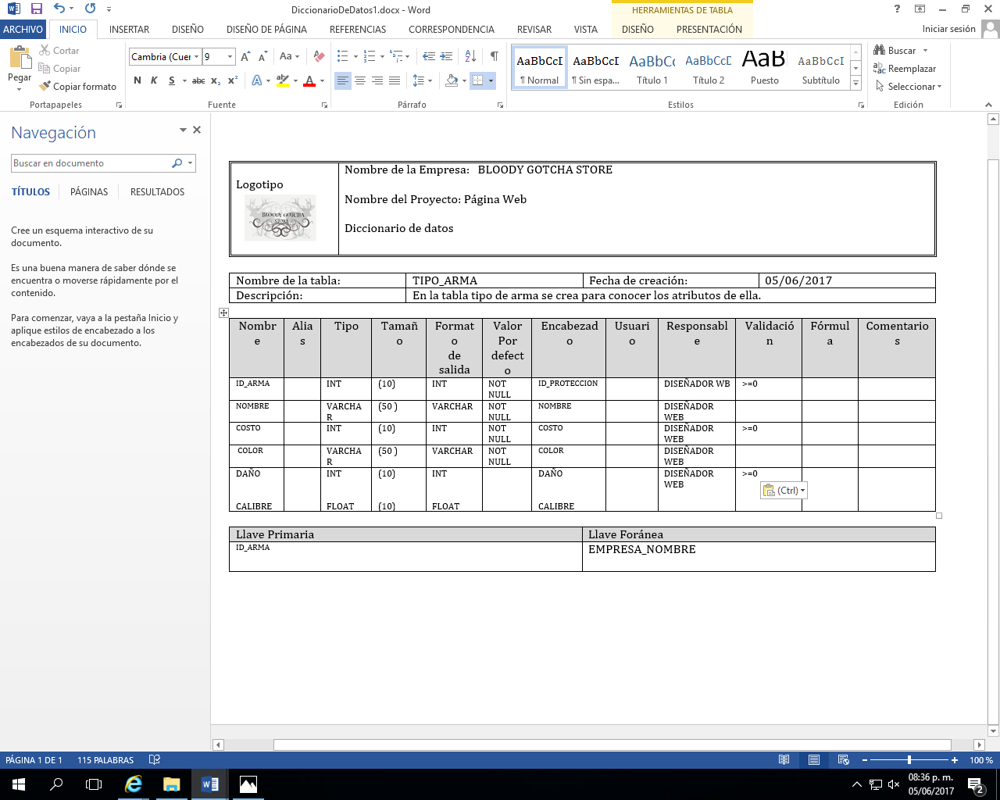 DiccionarioDeDatos1.docx - Word
HERRAMIENTAS DE TABLA
ARCHIVO INICIO INSERTAR DISEÑO DISEÑO DE PÁGINA REFERENCIAS CORRESPONDENCIA REVISAR VISTA DISEÑO PRESENTACIÓN Iniciar sesión
Pegar
Cortar
Copiar
Copiar formato
Portapapeles
Cambria (Cuer 9
Aa
N K S abc x₂ x²
Fuente
Párrafo
AaBbCcI AaBbCcI AaBbCc AaBbCcD AaB AaBbCcI
¶ Normal ¶ Sin espa... Título 1 Título 2 Puesto Subtítulo
Estilos
Buscar
Reemplazar
Seleccionar
Edición
Navegación
Buscar en documento
TÍTULOS PÁGINAS RESULTADOS
Cree un esquema interactivo de su
documento.
Es una buena manera de saber dónde se
encuentra o moverse rápidamente por el
contenido.
Para comenzar, vaya a la pestaña Inicio y
aplique estilos de encabezado a los
encabezados de su documento.
Logotipo
BLOODY GOTCHA
STORE
Nombre de la Empresa: BLOODY GOTCHA STORE
Nombre del Proyecto: Página Web
Diccionario de datos
Nombre de la tabla: TIPO_ARMA Fecha de creación: 05/06/2017
Descripción: En la tabla tipo de arma se crea para conocer los atributos de ella.
Nombre Alias Tipo Tamaño Formato de salida Valor Por defecto Encabezado Usuario Responsable Validación Fórmula Comentarios
ID_ARMA INT (10) INT NOT NULL ID_PROTECCION DISEÑADOR WB >=0
NOMBRE VARCHAR (50 ) VARCHAR NOT NULL NOMBRE DISEÑADOR WEB
COSTO INT (10) INT NOT NULL COSTO DISEÑADOR WEB >=0
COLOR VARCHAR (50 ) VARCHAR NOT NULL COLOR DISEÑADOR WEB
DAÑO INT (10) INT DAÑO DISEÑADOR WEB >=0
(Ctrl)
CALIBRE FLOAT (10) FLOAT CALIBRE
Llave Primaria Llave Foránea
ID_ARMA EMPRESA_NOMBRE
PÁGINA 1 DE 1 115 PALABRAS 100 %
08:36 p. m.
05/06/2017
2